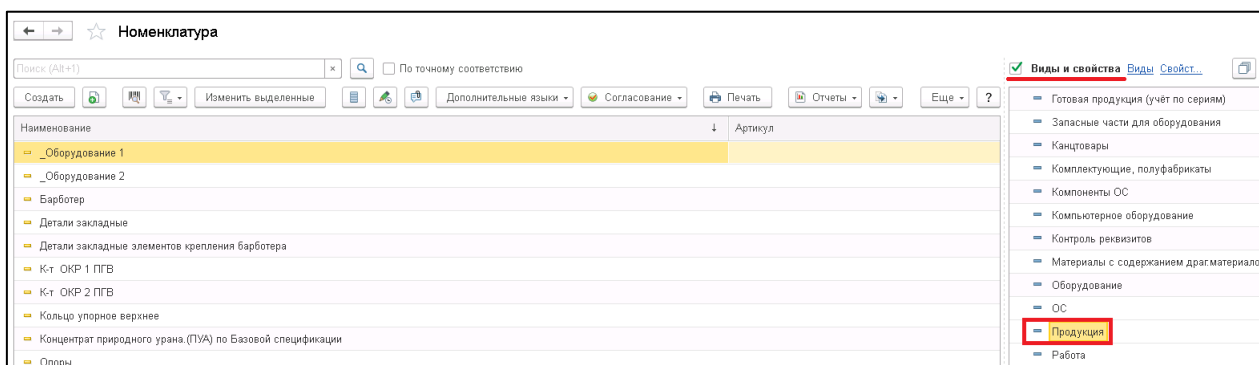 Номенклатура
Поиск (Alt+1) × По точному соответствию
Виды и свойства Виды Свойст...
Создать Изменить выделенные Дополнительные языки Согласование Печать Отчеты Еще ?
Наименование ↓ Артикул
_Оборудование 1
_Оборудование 2
Барботер
Детали закладные
Детали закладные элементов крепления барботера
К-т ОКР 1 ПГВ
К-т ОКР 2 ПГВ
Кольцо упорное верхнее
Концентрат природного урана.(ПУА) по Базовой спецификации
Опоры
Готовая продукция (учёт по сериям)
Запасные части для оборудования
Канцтовары
Комплектующие, полуфабрикаты
Компоненты ОС
Компьютерное оборудование
Контроль реквизитов
Материалы с содержанием драг.материало
Оборудование
ОС
Продукция
Работа